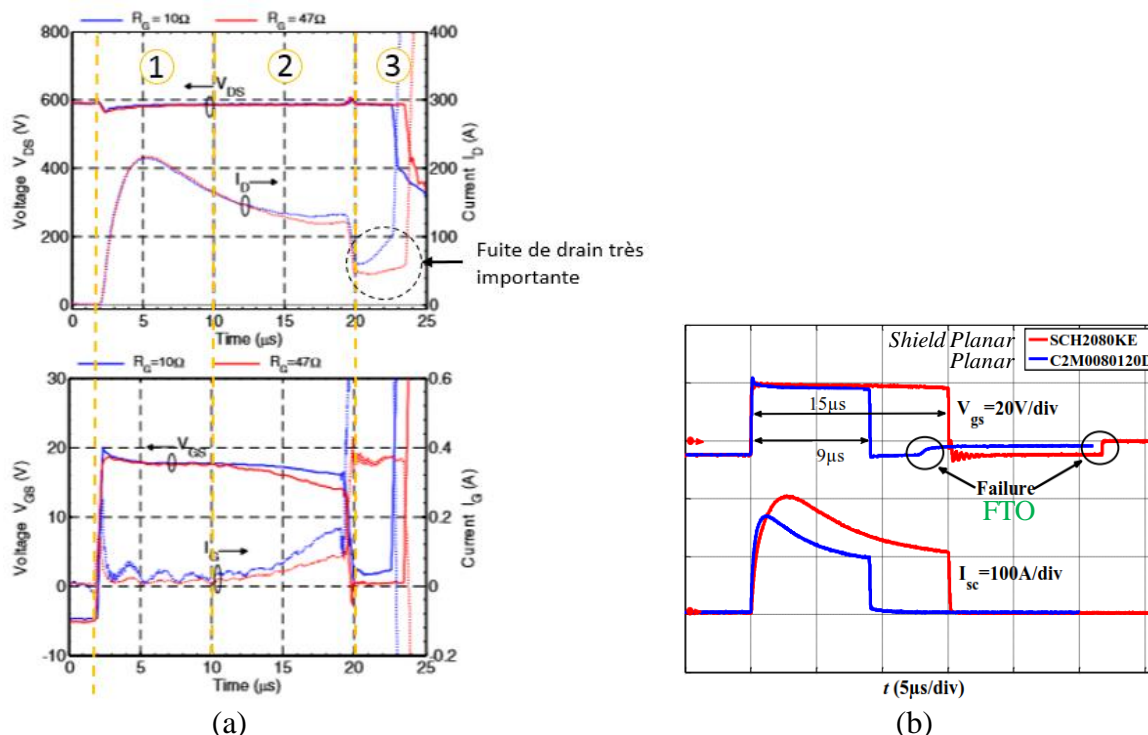 R_G = 10Ω R_G = 47Ω
800
600
400
200
0
400
300
200
100
0
1
2
3
V_DS
I_D
Voltage V_DS (V)
Current I_D (A)
0 5 10 15 20 25
Time (µs)
Fuite de drain très
importante
R_G=10Ω R_G=47Ω
30
20
10
0
-10
0.6
0.4
0.2
0
-0.2
V_GS
I_G
Voltage V_GS (V)
Current I_G (A)
0 5 10 15 20 25
Time (µs)
(a)
Shield Planar SCH2080KE
Planar C2M0080120D
15µs
V_gs=20V/div
9µs
Failure
FTO
I_sc=100A/div
t (5µs/div)
(b)